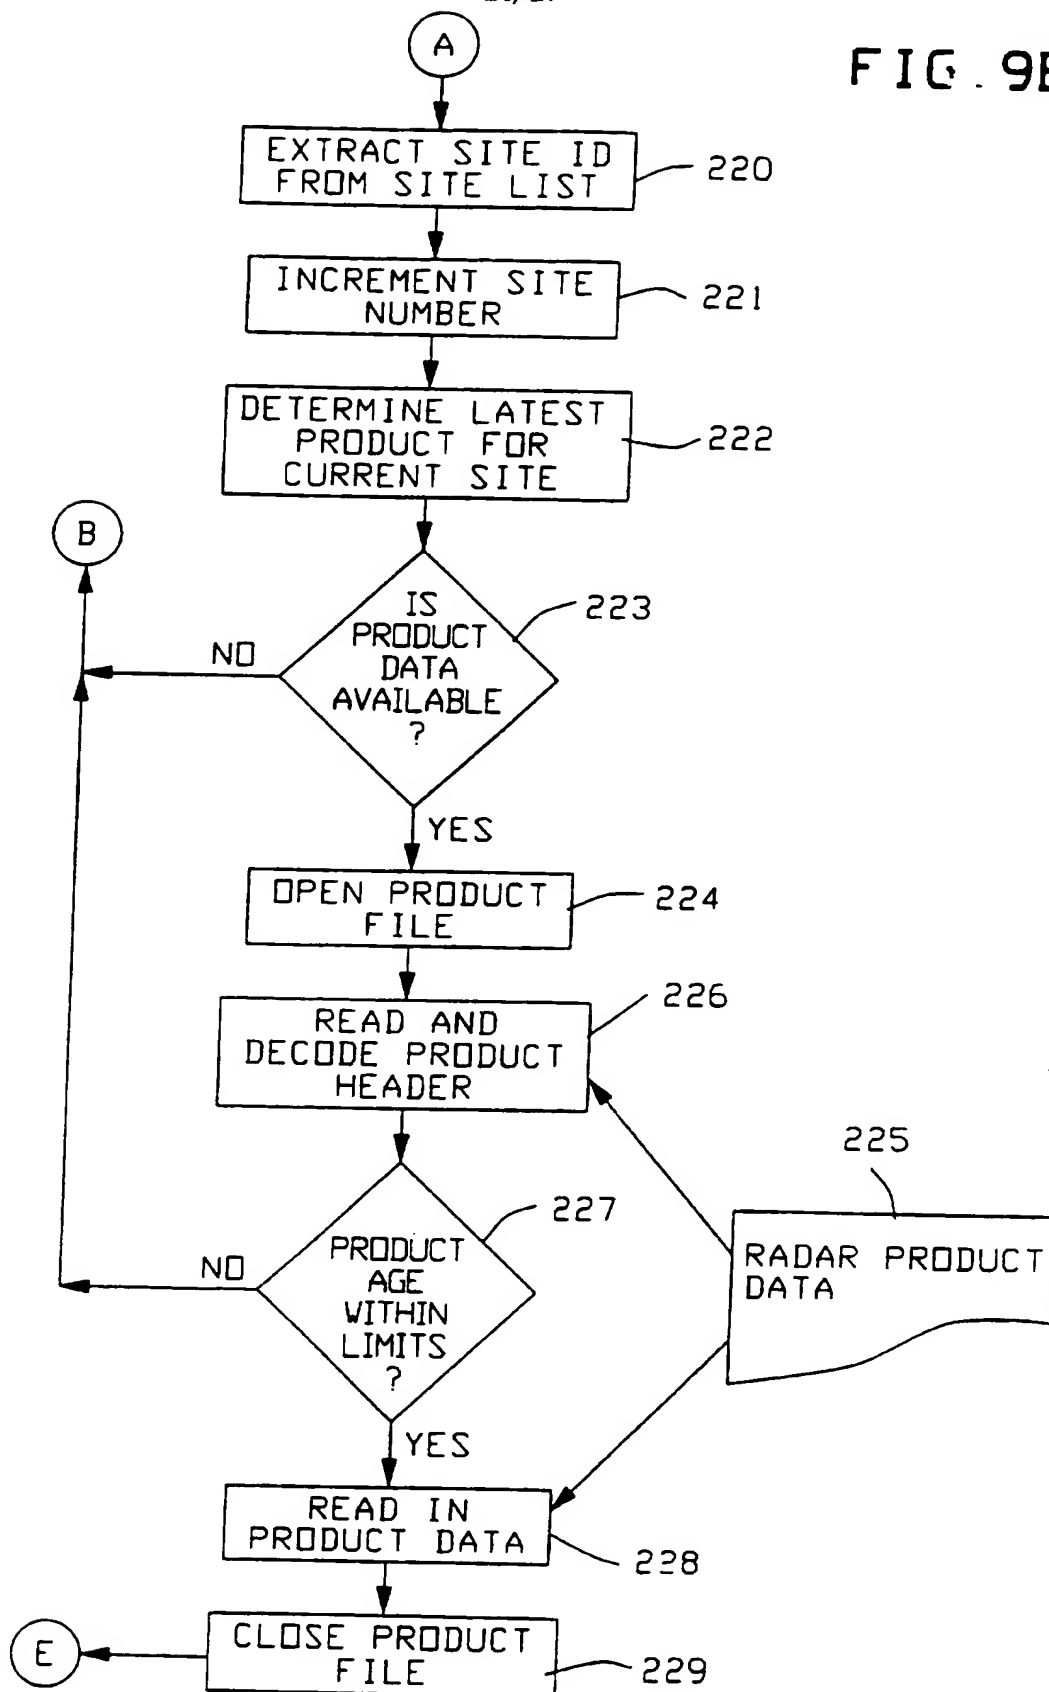 A
FIG. 9B
EXTRACT SITE ID
FROM SITE LIST
220
INCREMENT SITE
NUMBER
221
DETERMINE LATEST
PRODUCT FOR
CURRENT SITE
222
B
IS
PRODUCT
DATA
AVAILABLE
?
223
NO
YES
OPEN PRODUCT
FILE
224
READ AND
DECODE PRODUCT
HEADER
226
225
RADAR PRODUCT
DATA
PRODUCT
AGE
WITHIN
LIMITS
?
227
NO
YES
READ IN
PRODUCT DATA
228
CLOSE PRODUCT
FILE
229
E